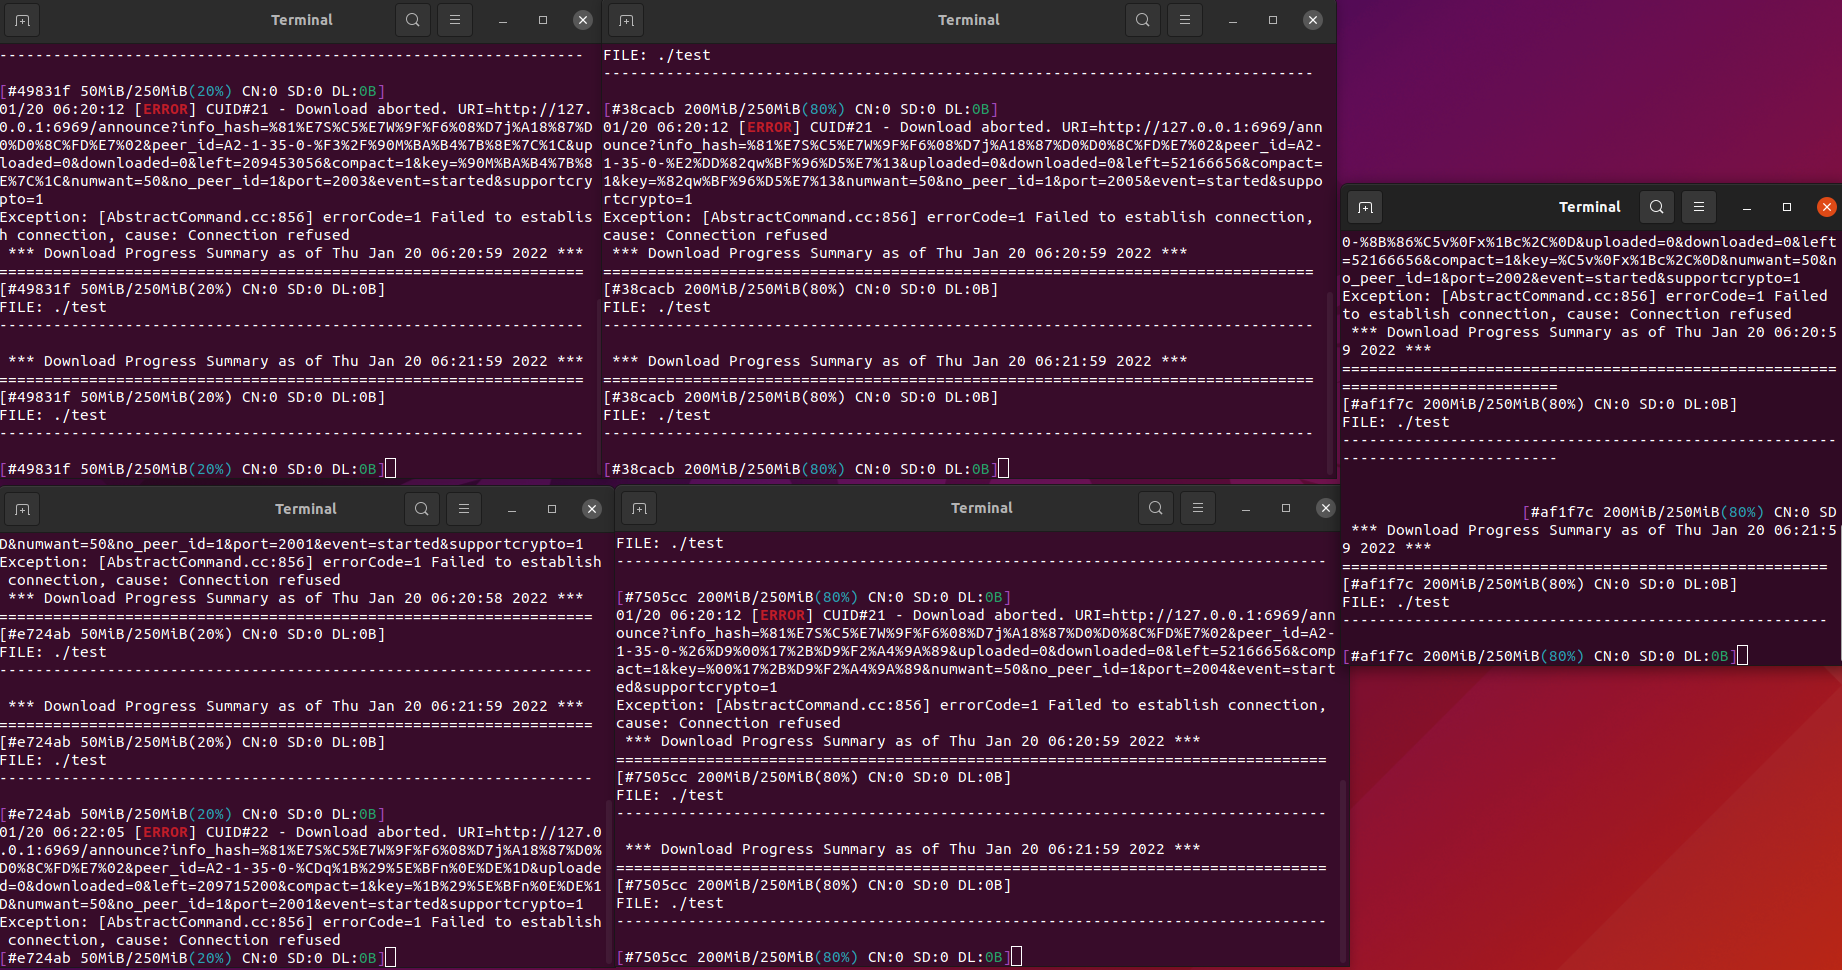 Terminal
--------------------------------------------------------------------------------
[#49831f 50MiB/250MiB(20%) CN:0 SD:0 DL:0B]
01/20 06:20:12 [ERROR] CUID#21 - Download aborted. URI=http://127.
0.0.1:6969/announce?info_hash=%81%E7S%C5%E7W%9F%F6%08%D7j%A18%87%D
0%D0%8C%FD%E7%02&peer_id=A2-1-35-0-%F3%2F%90M%BA%B4%7B%8E%7C%1C&up
loaded=0&downloaded=0&left=209453056&compact=1&key=%90M%BA%B4%7B%8
E%7C%1C&numwant=50&no_peer_id=1&port=2003&event=started&supportcry
pto=1
Exception: [AbstractCommand.cc:856] errorCode=1 Failed to establis
h connection, cause: Connection refused
*** Download Progress Summary as of Thu Jan 20 06:20:59 2022 ***
=================================================================
[#49831f 50MiB/250MiB(20%) CN:0 SD:0 DL:0B]
FILE: ./test
-----------------------------------------------------------------
*** Download Progress Summary as of Thu Jan 20 06:21:59 2022 ***
=================================================================
[#49831f 50MiB/250MiB(20%) CN:0 SD:0 DL:0B]
FILE: ./test
-----------------------------------------------------------------
[#49831f 50MiB/250MiB(20%) CN:0 SD:0 DL:0B]
Terminal
FILE: ./test
-------------------------------------------------------------------------------
[#38cacb 200MiB/250MiB(80%) CN:0 SD:0 DL:0B]
01/20 06:20:12 [ERROR] CUID#21 - Download aborted. URI=http://127.0.0.1:6969/ann
ounce?info_hash=%81%E7S%C5%E7W%9F%F6%08%D7j%A18%87%D0%D0%8C%FD%E7%02&peer_id=A2-
1-35-0-%E2%DD%82qw%BF%96%D5%E7%13&uploaded=0&downloaded=0&left=52166656&compact=
1&key=%82qw%BF%96%D5%E7%13&numwant=50&no_peer_id=1&port=2005&event=started&suppo
rtcrypto=1
Exception: [AbstractCommand.cc:856] errorCode=1 Failed to establish connection,
cause: Connection refused
*** Download Progress Summary as of Thu Jan 20 06:20:59 2022 ***
===============================================================================
[#38cacb 200MiB/250MiB(80%) CN:0 SD:0 DL:0B]
FILE: ./test
-------------------------------------------------------------------------------
*** Download Progress Summary as of Thu Jan 20 06:21:59 2022 ***
===============================================================================
[#38cacb 200MiB/250MiB(80%) CN:0 SD:0 DL:0B]
FILE: ./test
-------------------------------------------------------------------------------
[#38cacb 200MiB/250MiB(80%) CN:0 SD:0 DL:0B]
Terminal
0-%8B%86%C5v%0Fx%1Bc%2C%0D&uploaded=0&downloaded=0&left
=52166656&compact=1&key=%C5v%0Fx%1Bc%2C%0D&numwant=50&n
o_peer_id=1&port=2002&event=started&supportcrypto=1
Exception: [AbstractCommand.cc:856] errorCode=1 Failed
to establish connection, cause: Connection refused
*** Download Progress Summary as of Thu Jan 20 06:20:5
9 2022 ***
=======================================================
========================
[#af1f7c 200MiB/250MiB(80%) CN:0 SD:0 DL:0B]
FILE: ./test
-------------------------------------------------------
------------------------
[#af1f7c 200MiB/250MiB(80%) CN:0 SD
*** Download Progress Summary as of Thu Jan 20 06:21:5
9 2022 ***
======================================================
[#af1f7c 200MiB/250MiB(80%) CN:0 SD:0 DL:0B]
FILE: ./test
------------------------------------------------------
[#af1f7c 200MiB/250MiB(80%) CN:0 SD:0 DL:0B]
Terminal
D&numwant=50&no_peer_id=1&port=2001&event=started&supportcrypto=1
Exception: [AbstractCommand.cc:856] errorCode=1 Failed to establish
connection, cause: Connection refused
*** Download Progress Summary as of Thu Jan 20 06:20:58 2022 ***
==================================================================
[#e724ab 50MiB/250MiB(20%) CN:0 SD:0 DL:0B]
FILE: ./test
------------------------------------------------------------------
*** Download Progress Summary as of Thu Jan 20 06:21:59 2022 ***
==================================================================
[#e724ab 50MiB/250MiB(20%) CN:0 SD:0 DL:0B]
FILE: ./test
------------------------------------------------------------------
[#e724ab 50MiB/250MiB(20%) CN:0 SD:0 DL:0B]
01/20 06:22:05 [ERROR] CUID#22 - Download aborted. URI=http://127.0
.0.1:6969/announce?info_hash=%81%E7S%C5%E7W%9F%F6%08%D7j%A18%87%D0%
D0%8C%FD%E7%02&peer_id=A2-1-35-0-%CDq%1B%29%5E%BFn%0E%DE%1D&uploade
d=0&downloaded=0&left=209715200&compact=1&key=%1B%29%5E%BFn%0E%DE%1
D&numwant=50&no_peer_id=1&port=2001&event=started&supportcrypto=1
Exception: [AbstractCommand.cc:856] errorCode=1 Failed to establish
connection, cause: Connection refused
[#e724ab 50MiB/250MiB(20%) CN:0 SD:0 DL:0B]
Terminal
FILE: ./test
-------------------------------------------------------------------------------
[#7505cc 200MiB/250MiB(80%) CN:0 SD:0 DL:0B]
01/20 06:20:12 [ERROR] CUID#21 - Download aborted. URI=http://127.0.0.1:6969/ann
ounce?info_hash=%81%E7S%C5%E7W%9F%F6%08%D7j%A18%87%D0%D0%8C%FD%E7%02&peer_id=A2-
1-35-0-%26%D9%00%17%2B%D9%F2%A4%9A%89&uploaded=0&downloaded=0&left=52166656&comp
act=1&key=%00%17%2B%D9%F2%A4%9A%89&numwant=50&no_peer_id=1&port=2004&event=start
ed&supportcrypto=1
Exception: [AbstractCommand.cc:856] errorCode=1 Failed to establish connection,
cause: Connection refused
*** Download Progress Summary as of Thu Jan 20 06:20:59 2022 ***
===============================================================================
[#7505cc 200MiB/250MiB(80%) CN:0 SD:0 DL:0B]
FILE: ./test
-------------------------------------------------------------------------------
*** Download Progress Summary as of Thu Jan 20 06:21:59 2022 ***
===============================================================================
[#7505cc 200MiB/250MiB(80%) CN:0 SD:0 DL:0B]
FILE: ./test
-------------------------------------------------------------------------------
[#7505cc 200MiB/250MiB(80%) CN:0 SD:0 DL:0B]